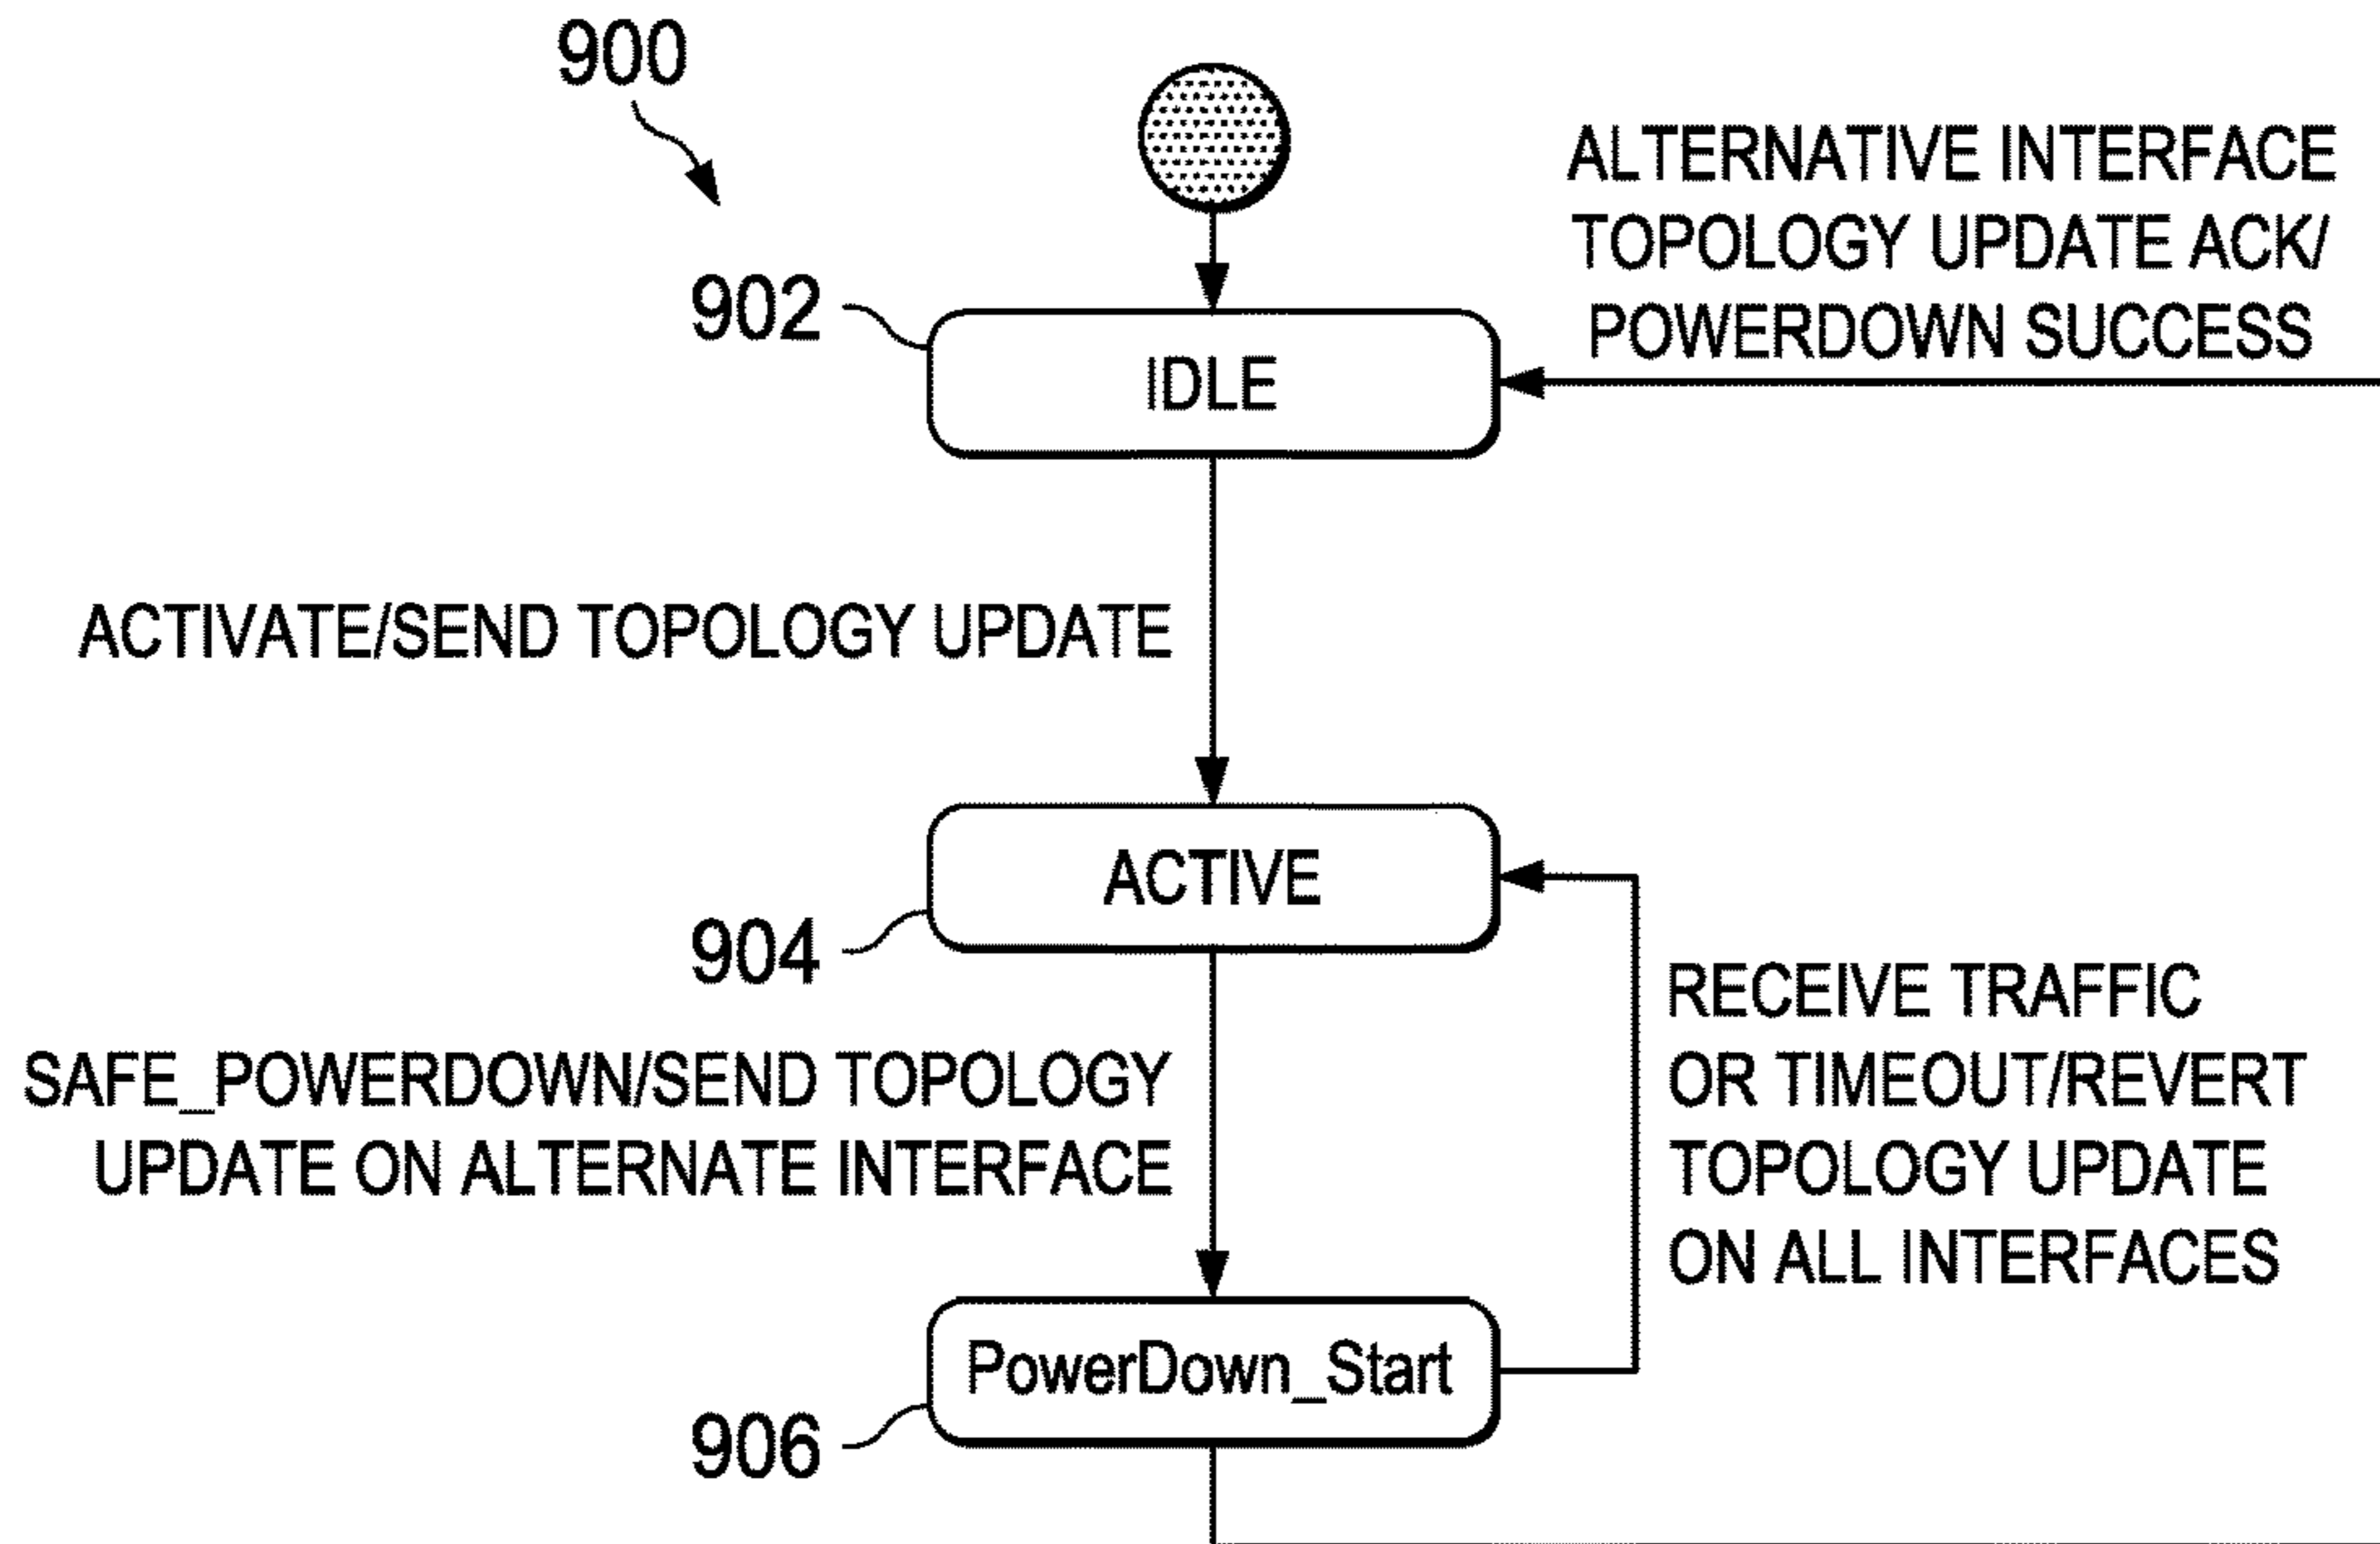 900
ALTERNATIVE INTERFACE
TOPOLOGY UPDATE ACK/
POWERDOWN SUCCESS
902
IDLE
ACTIVATE/SEND TOPOLOGY UPDATE
ACTIVE
904
RECEIVE TRAFFIC
OR TIMEOUT/REVERT
TOPOLOGY UPDATE
ON ALL INTERFACES
SAFE_POWERDOWN/SEND TOPOLOGY
UPDATE ON ALTERNATE INTERFACE
PowerDown_Start
906